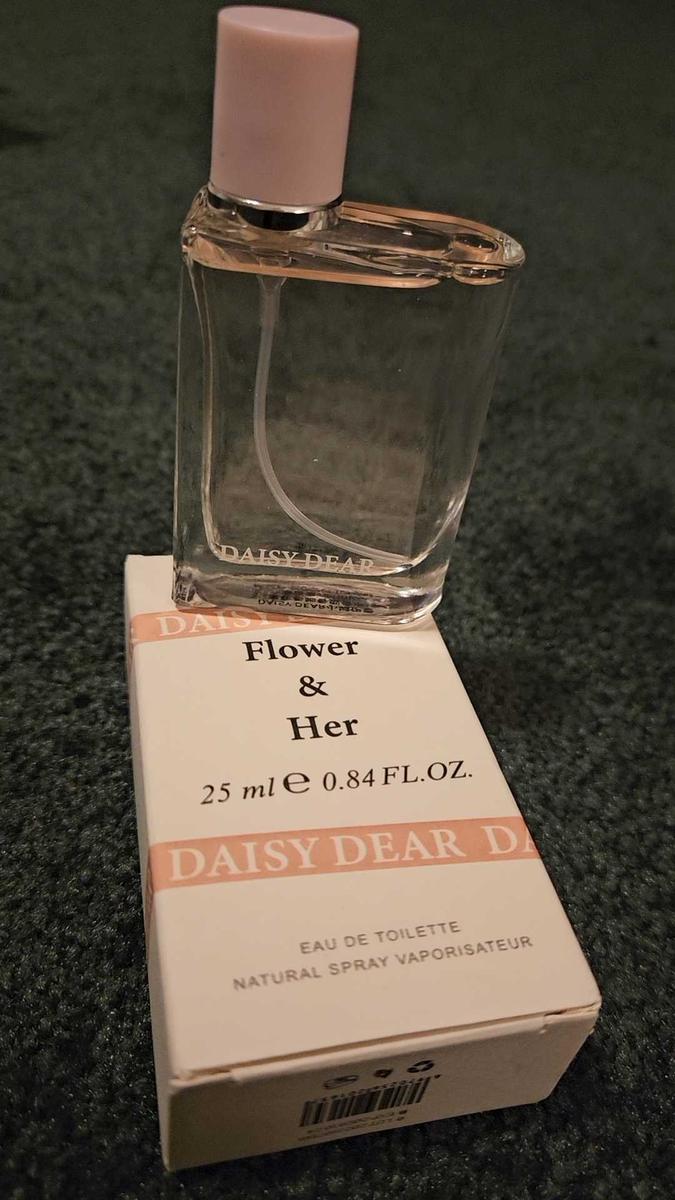 DAISY DEAR
DAISY
Flower
&
Her
25 ml ℮ 0.84 FL.OZ.
DAISY DEAR DA
EAU DE TOILETTE
NATURAL SPRAY VAPORISATEUR